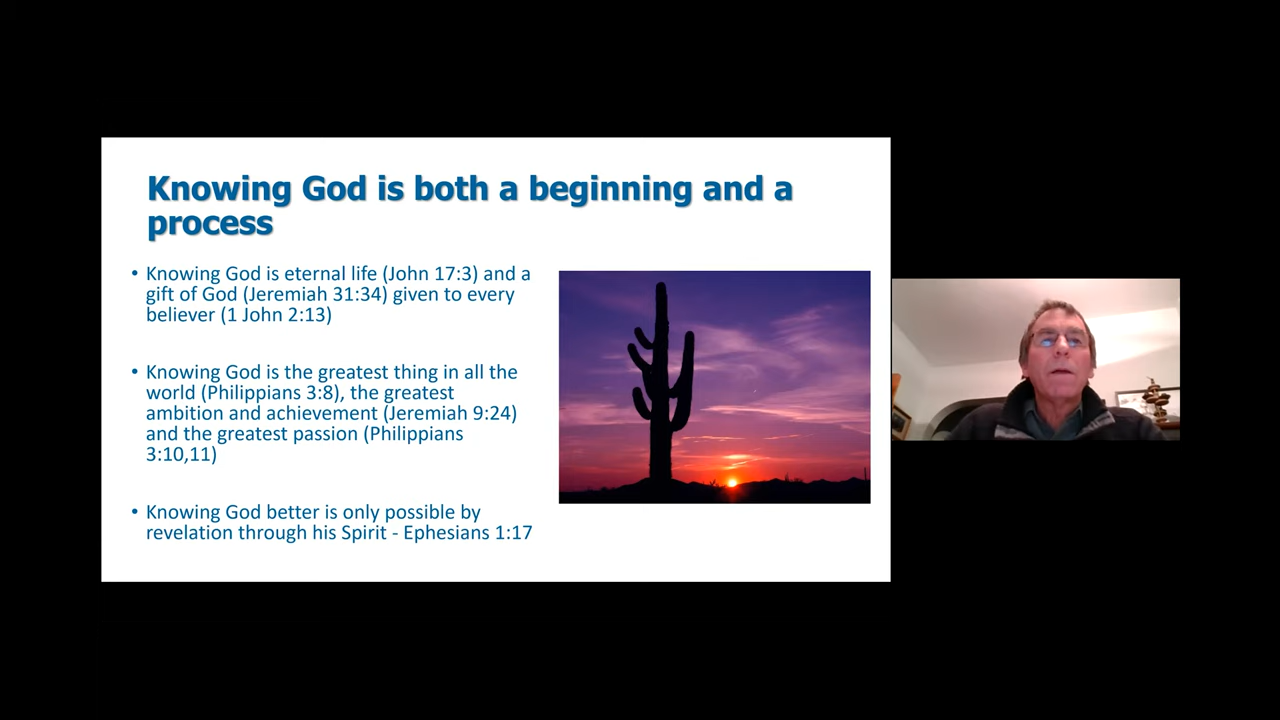 Knowing God is both a beginning and a
process
• Knowing God is eternal life (John 17:3) and a
gift of God (Jeremiah 31:34) given to every
believer (1 John 2:13)
• Knowing God is the greatest thing in all the
world (Philippians 3:8), the greatest
ambition and achievement (Jeremiah 9:24)
and the greatest passion (Philippians
3:10,11)
• Knowing God better is only possible by
revelation through his Spirit - Ephesians 1:17